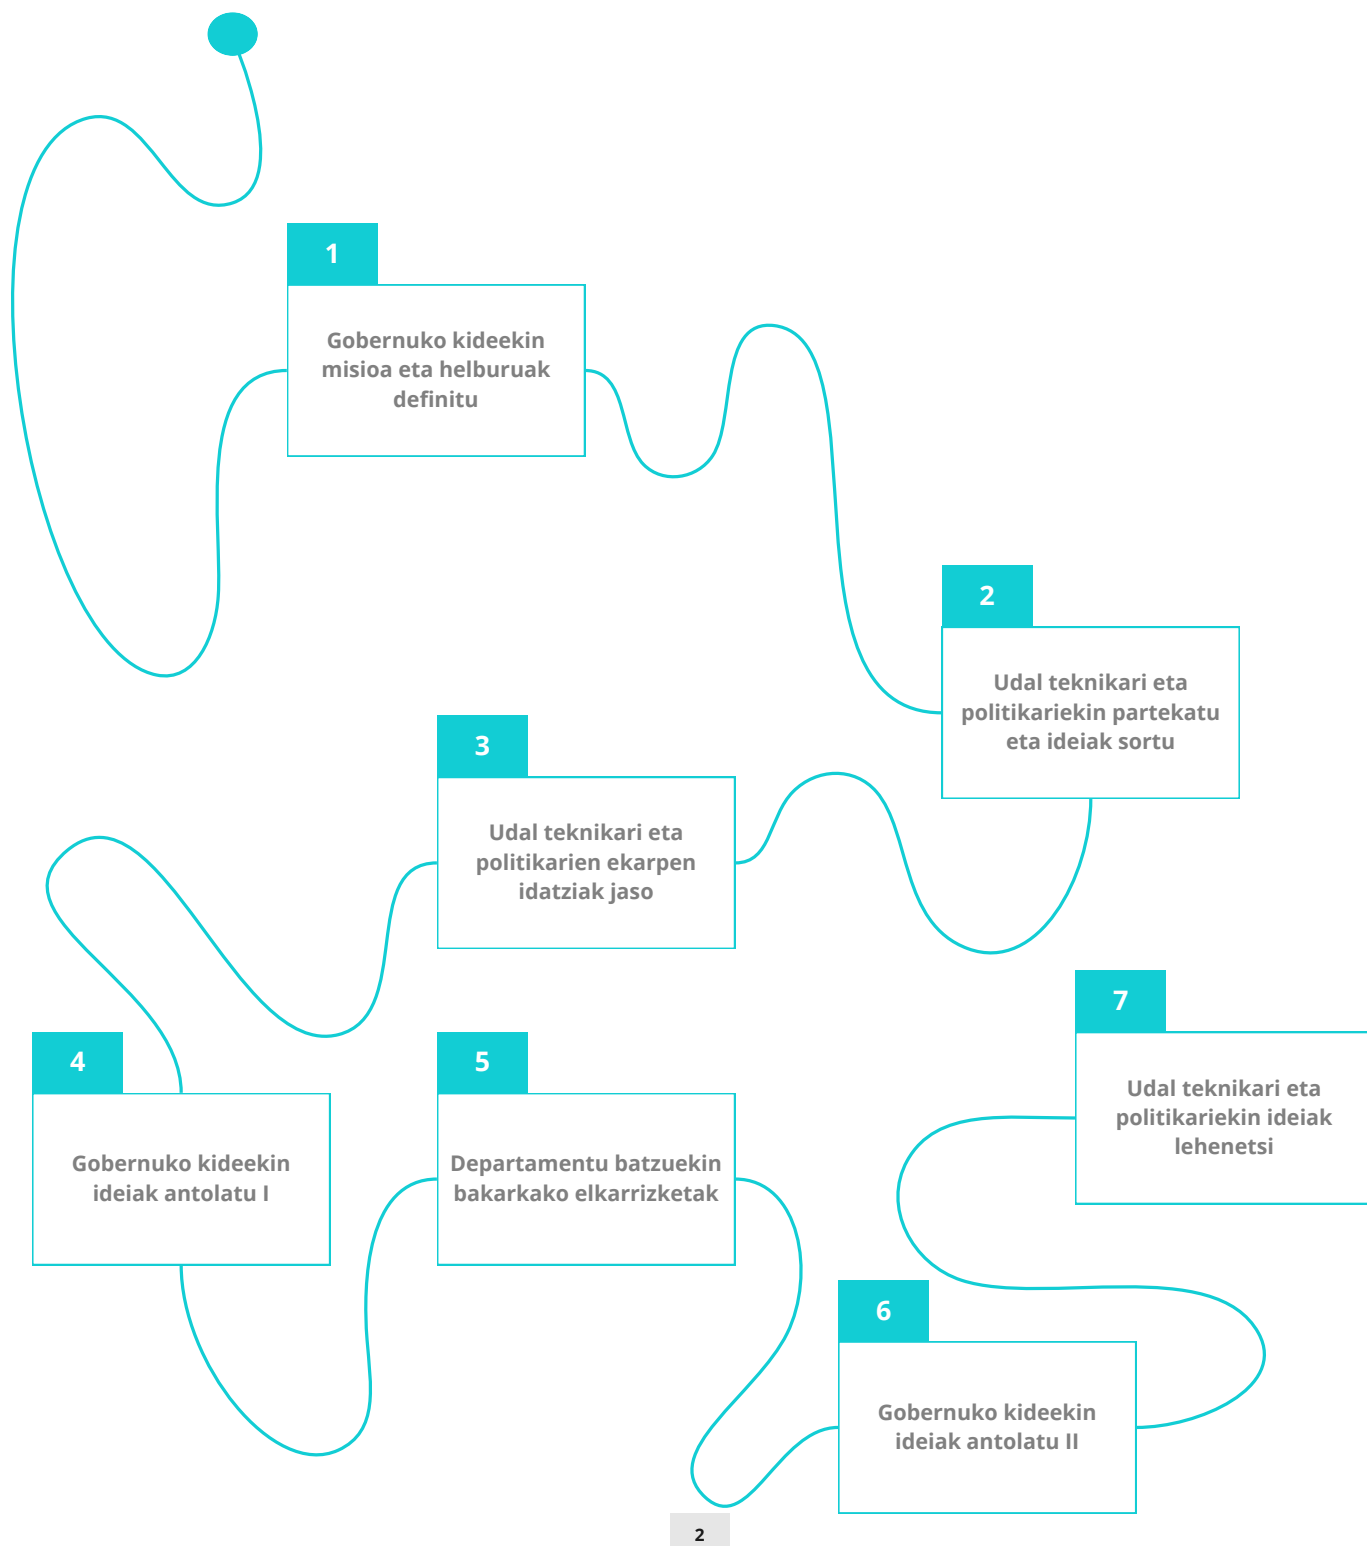 1
Gobernuko kideekin
misioa eta helburuak
definitu
2
Udal teknikari eta
politikariekin partekatu
eta ideiak sortu
3
Udal teknikari eta
politikarien ekarpen
idatziak jaso
4
Gobernuko kideekin
ideiak antolatu I
5
Departamentu batzuekin
bakarkako elkarrizketak
6
Gobernuko kideekin
ideiak antolatu II
7
Udal teknikari eta
politikariekin ideiak
lehenetsi
2